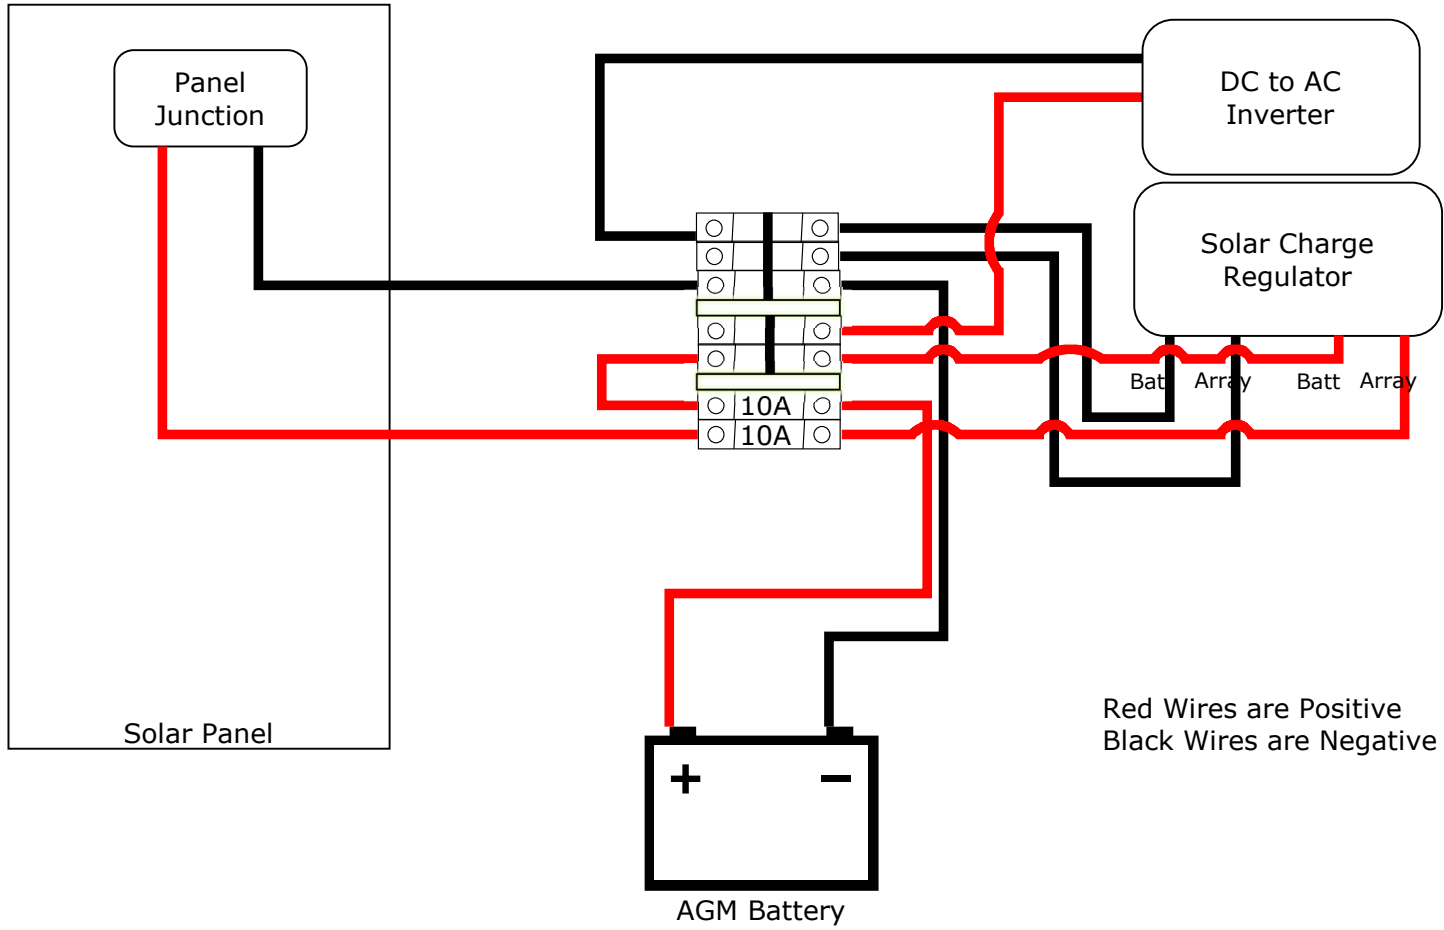 Panel
Junction
DC to AC
Inverter
Solar Charge
Regulator
Batt Array Batt Array
10A
10A
Solar Panel
Red Wires are Positive
Black Wires are Negative
+ −
AGM Battery